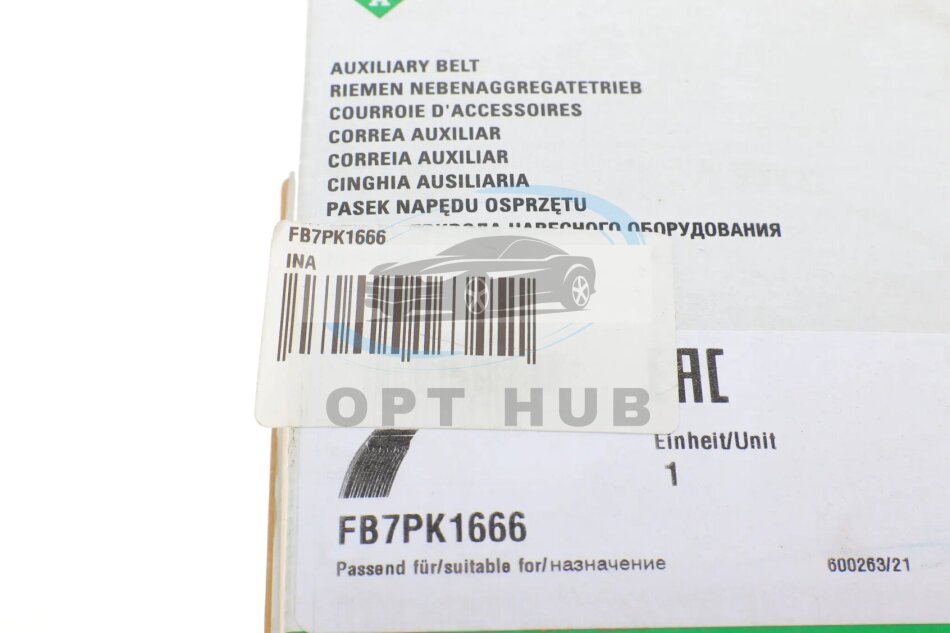 AUXILIARY BELT
RIEMEN NEBENAGGREGATETRIEB
COURROIE D'ACCESSOIRES
CORREA AUXILIAR
CORREIA AUXILIAR
CINGHIA AUSILIARIA
PASEK NAPĘDU OSPRZĘTU
ПРИВОДА НАВЕСНОГО ОБОРУДОВАНИЯ
FB7PK1666
INA
OPT HUB
Einheit/Unit
1
FB7PK1666
Passend für/suitable for/назначение
600263/21